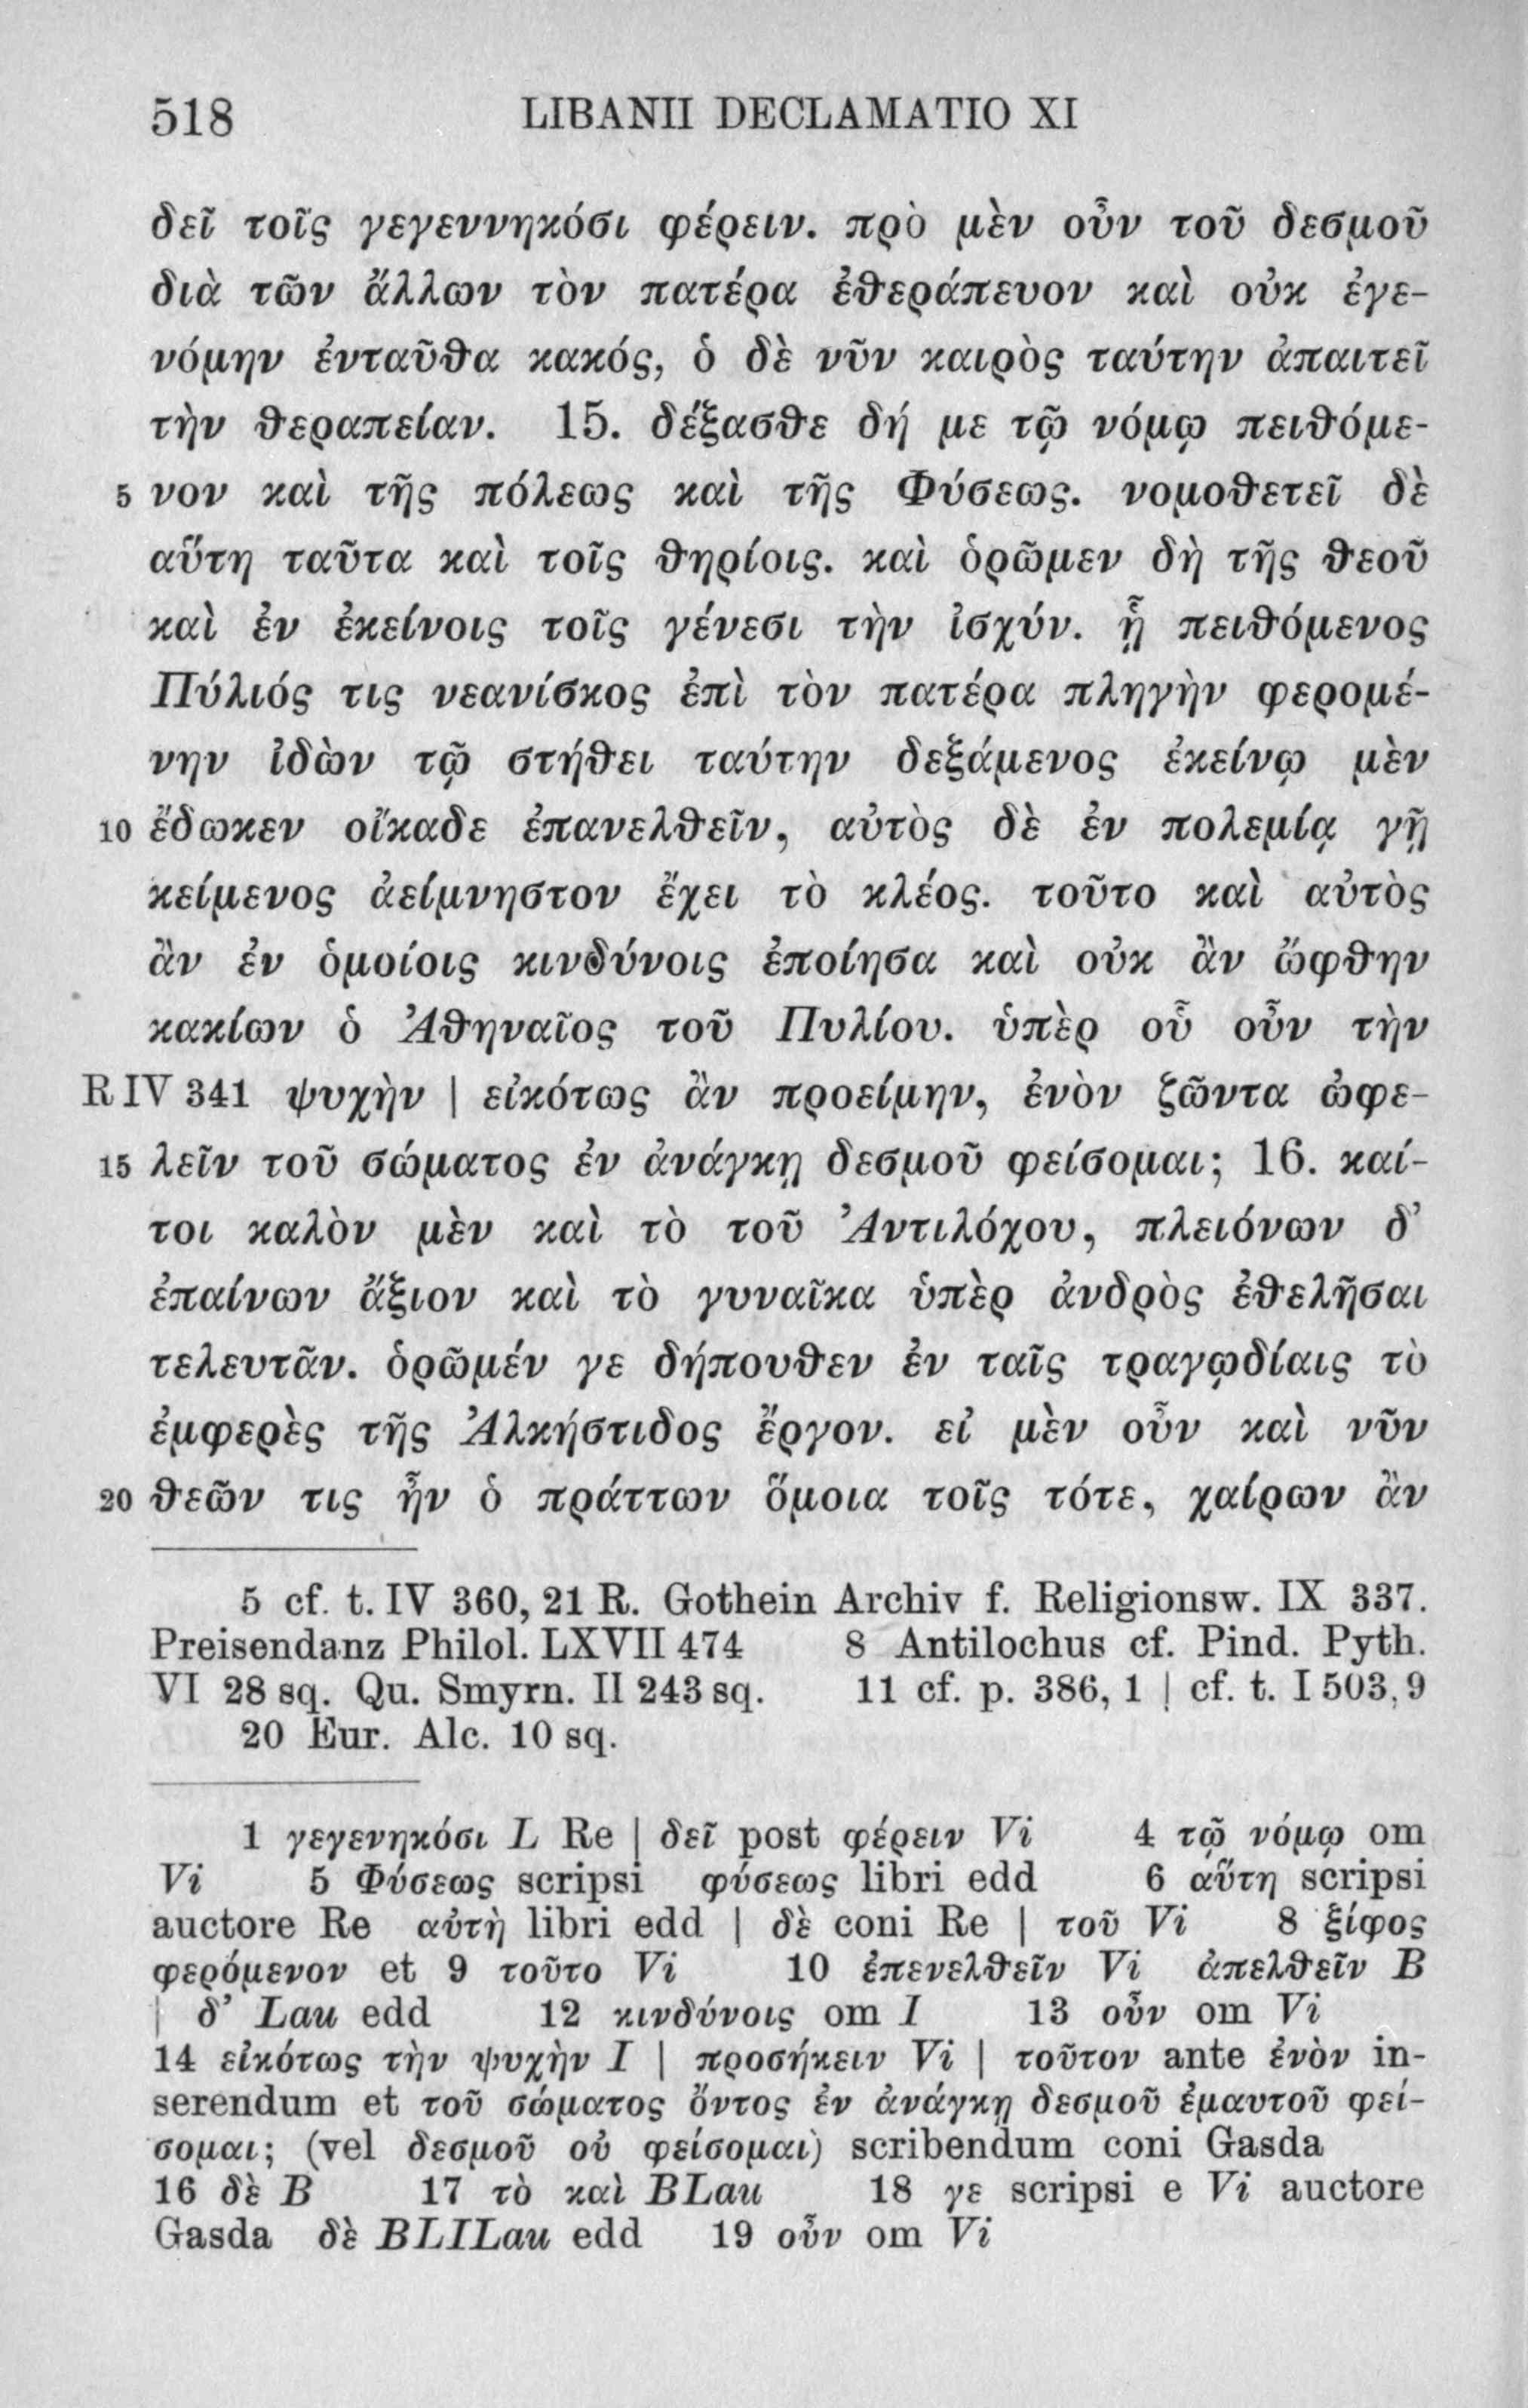 518 LIBANII DECLAMATIO XI
δεῖ τοῖς γεγεννηκόσι φέρειν. πρὸ μὲν οὖν τοῦ δεσμοῦ
διὰ τῶν ἄλλων τὸν πατέρα ἐθεράπευον καὶ οὐκ ἐγε-
νόμην ἐνταῦθα κακός, ὁ δὲ νῦν καιρὸς ταύτην ἀπαιτεῖ
τὴν θεραπείαν. 15. δέξασθε δή με τῷ νόμῳ πειθόμε-
5 νον καὶ τῆς πόλεως καὶ τῆς Φύσεως. νομοθετεῖ δὲ
αὕτη ταῦτα καὶ τοῖς θηρίοις. καὶ ὁρῶμεν δὴ τῆς θεοῦ
καὶ ἐν ἐκείνοις τοῖς γένεσι τὴν ἰσχύν. ᾗ πειθόμενος
Πύλιός τις νεανίσκος ἐπὶ τὸν πατέρα πληγὴν φερομέ-
νην ἰδὼν τῷ στήθει ταύτην δεξάμενος ἐκείνῳ μὲν
10 ἔδωκεν οἴκαδε ἐπανελθεῖν, αὐτὸς δὲ ἐν πολεμίᾳ γῇ
κείμενος ἀείμνηστον ἔχει τὸ κλέος. τοῦτο καὶ αὐτὸς
ἂν ἐν ὁμοίοις κινδύνοις ἐποίησα καὶ οὐκ ἂν ὤφθην
κακίων ὁ Ἀθηναῖος τοῦ Πυλίου. ὑπὲρ οὗ οὖν τὴν
R IV 341 ψυχὴν | εἰκότως ἂν προείμην, ἐνὸν ζῶντα ὠφε-
15 λεῖν τοῦ σώματος ἐν ἀνάγκῃ δεσμοῦ φείσομαι; 16. καί-
τοι καλὸν μὲν καὶ τὸ τοῦ Ἀντιλόχου, πλειόνων δ’
ἐπαίνων ἄξιον καὶ τὸ γυναῖκα ὑπὲρ ἀνδρὸς ἐθελῆσαι
τελευτᾶν. ὁρῶμέν γε δήπουθεν ἐν ταῖς τραγῳδίαις τὸ
ἐμφερὲς τῆς Ἀλκήστιδος ἔργον. εἰ μὲν οὖν καὶ νῦν
20 θεῶν τις ἦν ὁ πράττων ὅμοια τοῖς τότε, χαίρων ἂν
5 cf. t. IV 360, 21 R. Gothein Archiv f. Religionsw. IX 337.
Preisendanz Philol. LXVII 474 8 Antilochus cf. Pind. Pyth.
VI 28 sq. Qu. Smyrn. II 243 sq. 11 cf. p. 386, 1 | cf. t. I 503, 9
20 Eur. Alc. 10 sq.
1 γεγενηκόσι L Re | δεῖ post φέρειν Vi 4 τῷ νόμῳ om
Vi 5 Φύσεως scripsi φύσεως libri edd 6 αὕτη scripsi
auctore Re αὐτὴ libri edd | δὲ coni Re | τοῦ Vi 8 ξίφος
φερόμενον et 9 τοῦτο Vi 10 ἐπενελθεῖν Vi ἀπελθεῖν B
| δ’ Lau edd 12 κινδύνοις om I 13 οὖν om Vi
14 εἰκότως τὴν ψυχὴν I | προσήκειν Vi | τοῦτον ante ἐνὸν in-
serendum et τοῦ σώματος ὄντος ἐν ἀνάγκῃ δεσμοῦ ἐμαυτοῦ φεί-
σομαι; (vel δεσμοῦ οὐ φείσομαι) scribendum coni Gasda
16 δὲ B 17 τὸ καὶ BLau 18 γε scripsi e Vi auctore
Gasda δὲ BLILau edd 19 οὖν om Vi